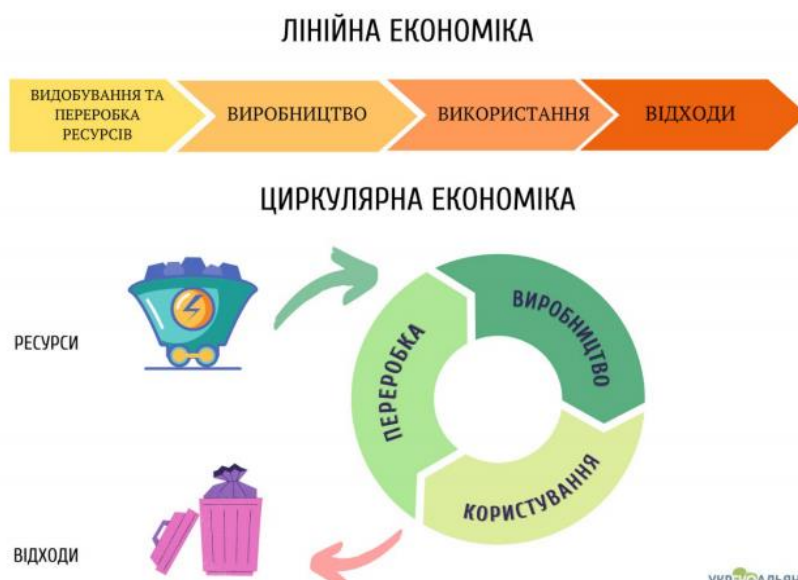 ЛІНІЙНА ЕКОНОМІКА
ВИДОБУВАННЯ ТА
ПЕРЕРОБКА
РЕСУРСІВ
ВИРОБНИЦТВО
ВИКОРИСТАННЯ
ВІДХОДИ
ЦИРКУЛЯРНА ЕКОНОМІКА
РЕСУРСИ
ВИРОБНИЦТВО
ПЕРЕРОБКА
КОРИСТУВАННЯ
ВІДХОДИ